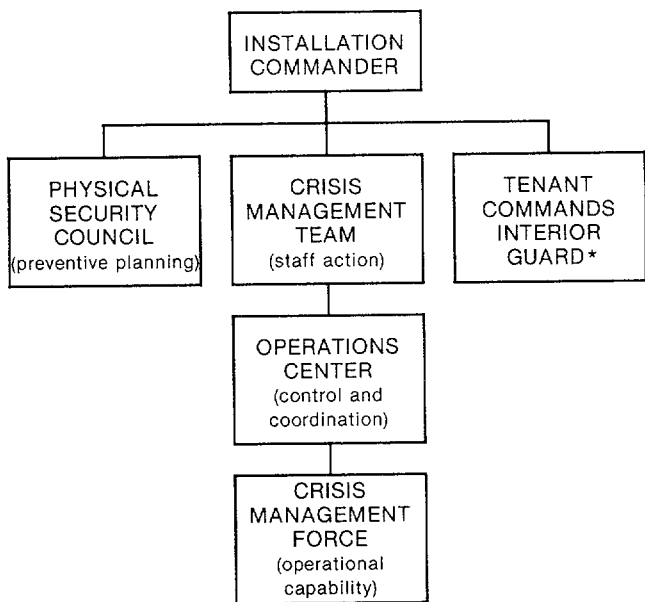 INSTALLATION
COMMANDER
PHYSICAL
SECURITY
COUNCIL
(preventive planning)
CRISIS
MANAGEMENT
TEAM
(staff action)
TENANT
COMMANDS
INTERIOR
GUARD*
OPERATIONS
CENTER
(control and
coordination)
CRISIS
MANAGEMENT
FORCE
(operational
capability)